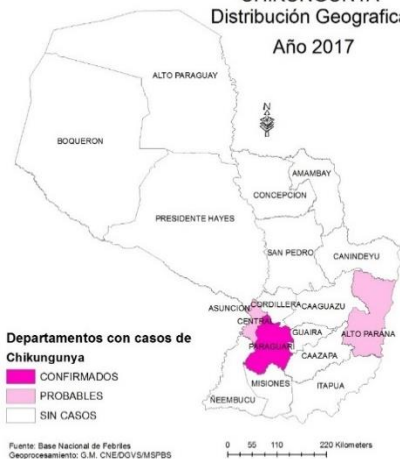 CHIKUNGUNYA
Distribución Geografica
Año 2017
ALTO PARAGUAY
BOQUERON
N
AMAMBAY
CONCEPCION
PRESIDENTE HAYES
SAN PEDRO
CANINDEYU
ASUNCION
CORDILLERA
CAAGUAZU
CENTRAL
GUAIRA
ALTO PARANA
PARAGUARI
CAAZAPA
MISIONES
ITAPUA
ÑEEMBUCU
Departamentos con casos de
Chikungunya
CONFIRMADOS
PROBABLES
SIN CASOS
Fuente: Base Nacional de Febriles
Geoprocesamiento: G.M. CNE/DGVS/MSPBS
0 55 110 220 Kilometers